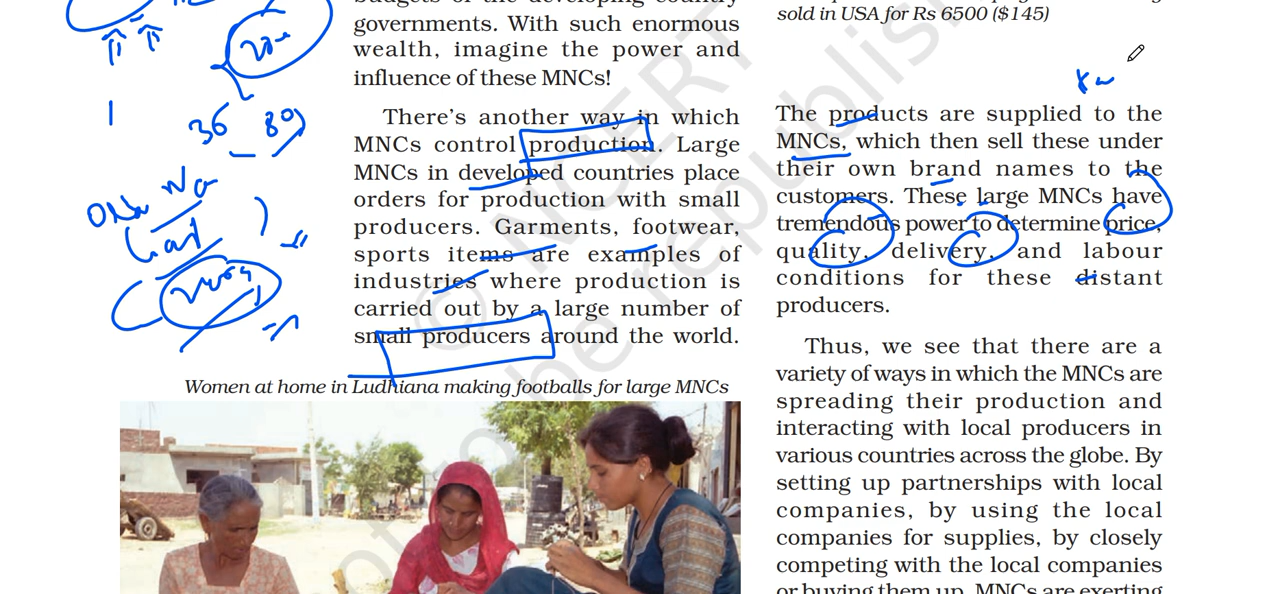 budgets of the developing country
governments. With such enormous
wealth, imagine the power and
influence of these MNCs!
There's another way in which
MNCs control production. Large
MNCs in developed countries place
orders for production with small
producers. Garments, footwear,
sports items are examples of
industries where production is
carried out by a large number of
small producers around the world.
Women at home in Ludhiana making footballs for large MNCs
sold in USA for Rs 6500 ($145)
The products are supplied to the
MNCs, which then sell these under
their own brand names to the
customers. These large MNCs have
tremendous power to determine price,
quality, delivery, and labour
conditions for these distant
producers.
Thus, we see that there are a
variety of ways in which the MNCs are
spreading their production and
interacting with local producers in
various countries across the globe. By
setting up partnerships with local
companies, by using the local
companies for supplies, by closely
competing with the local companies
or buying them up, MNCs are exerting
36 80
© NCERT
not to be republished